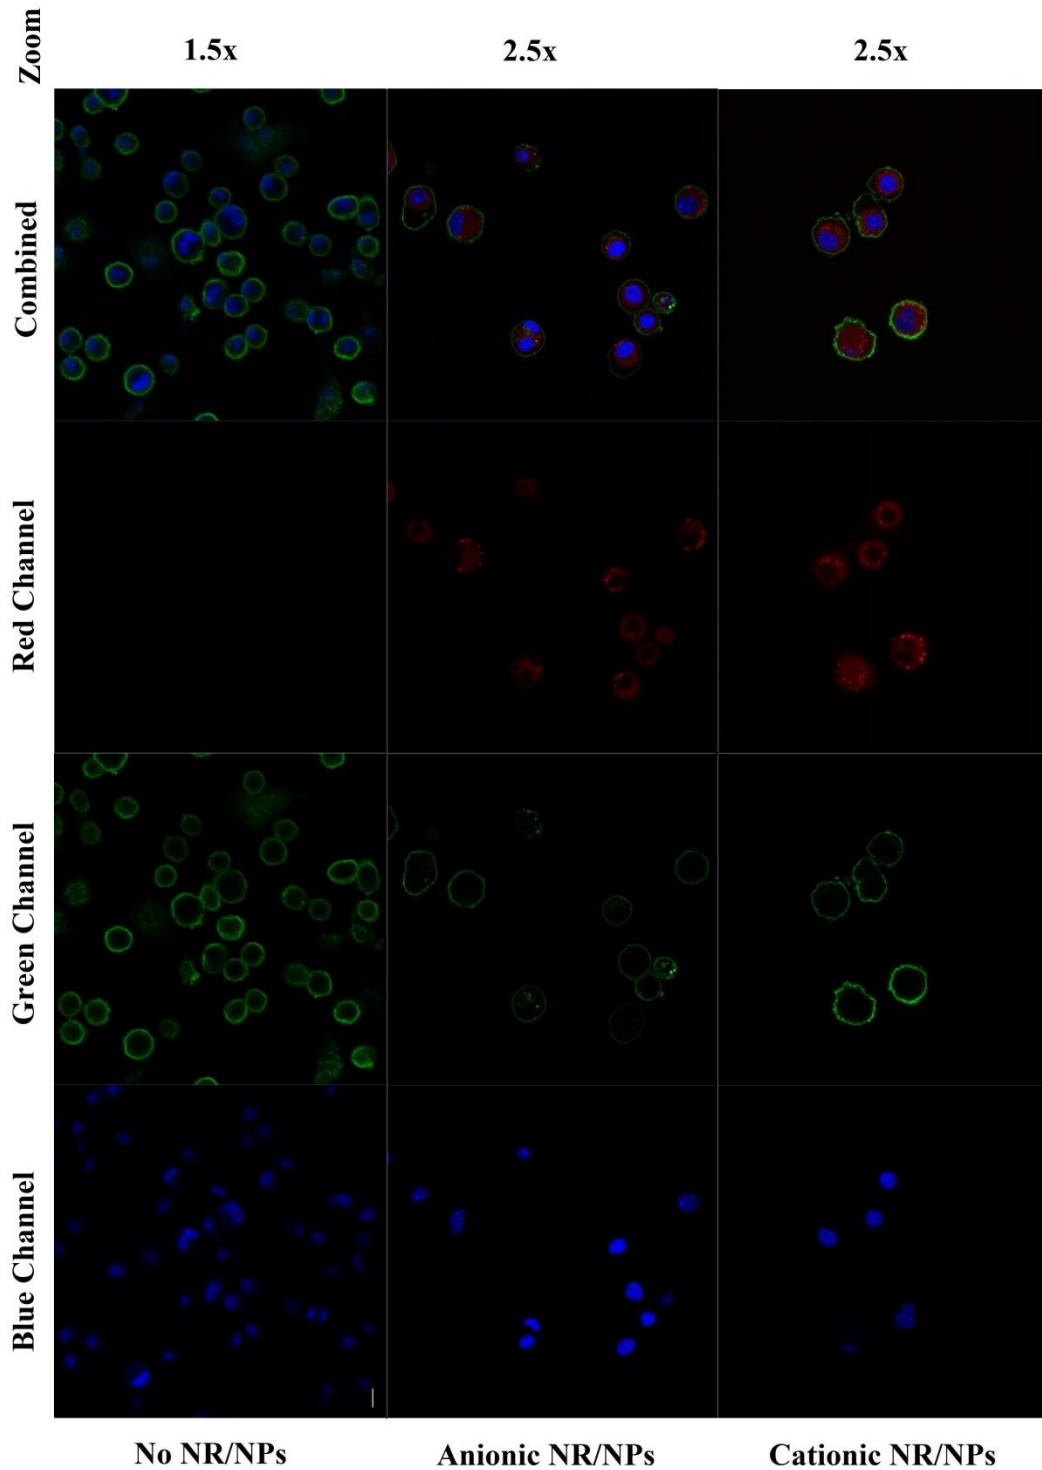 Zoom
1.5x
2.5x
2.5x
Combined
Red Channel
Green Channel
Blue Channel
No NR/NPs
Anionic NR/NPs
Cationic NR/NPs